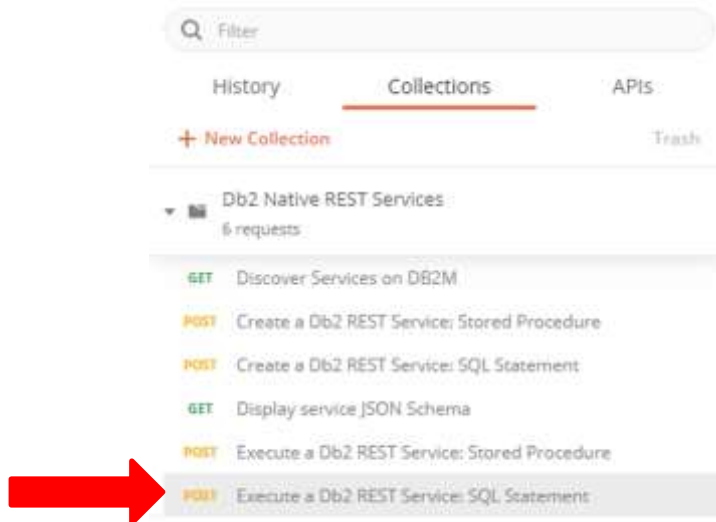 Filter
History Collections APIs
+ New Collection Trash
Db2 Native REST Services
6 requests
GET Discover Services on DB2M
POST Create a Db2 REST Service: Stored Procedure
POST Create a Db2 REST Service: SQL Statement
GET Display service JSON Schema
POST Execute a Db2 REST Service: Stored Procedure
POST Execute a Db2 REST Service: SQL Statement